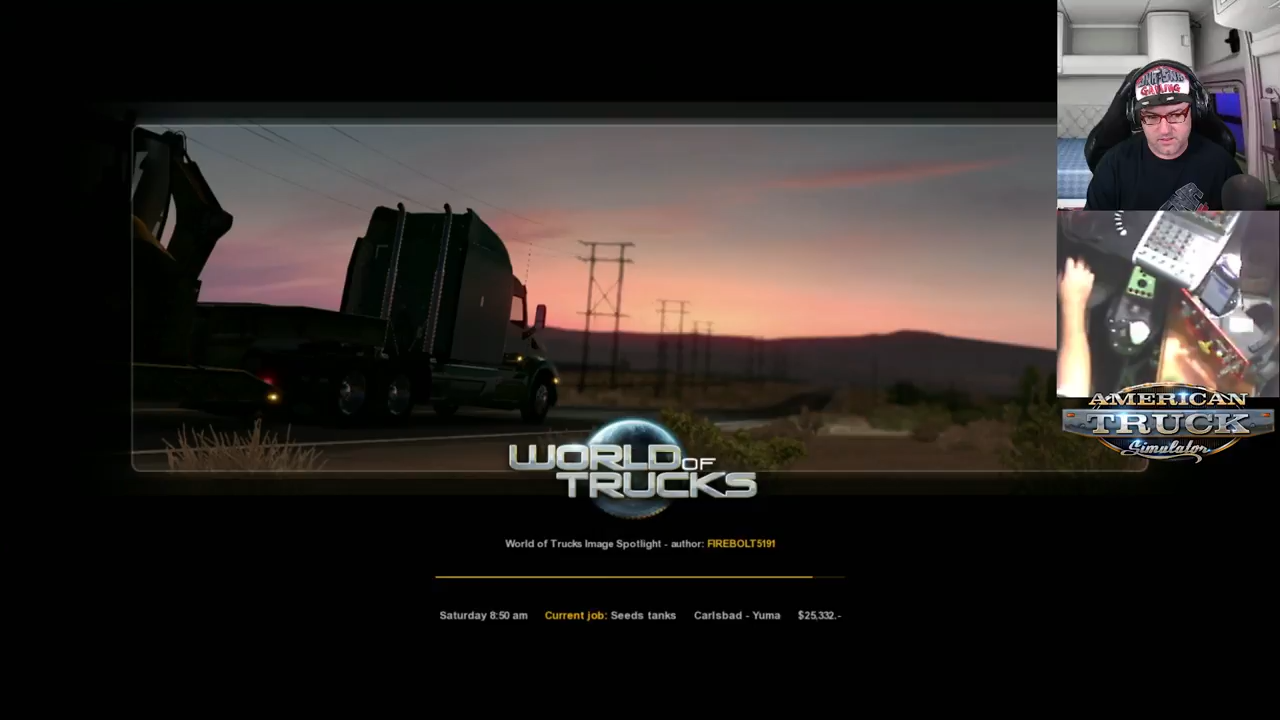 GAMING
AMERICAN
TRUCK
Simulator
WORLD OF
TRUCKS
World of Trucks Image Spotlight - author: FIREBOLT5191
Saturday 8:50 am Current job: Seeds tanks Carlsbad - Yuma $25,332.-